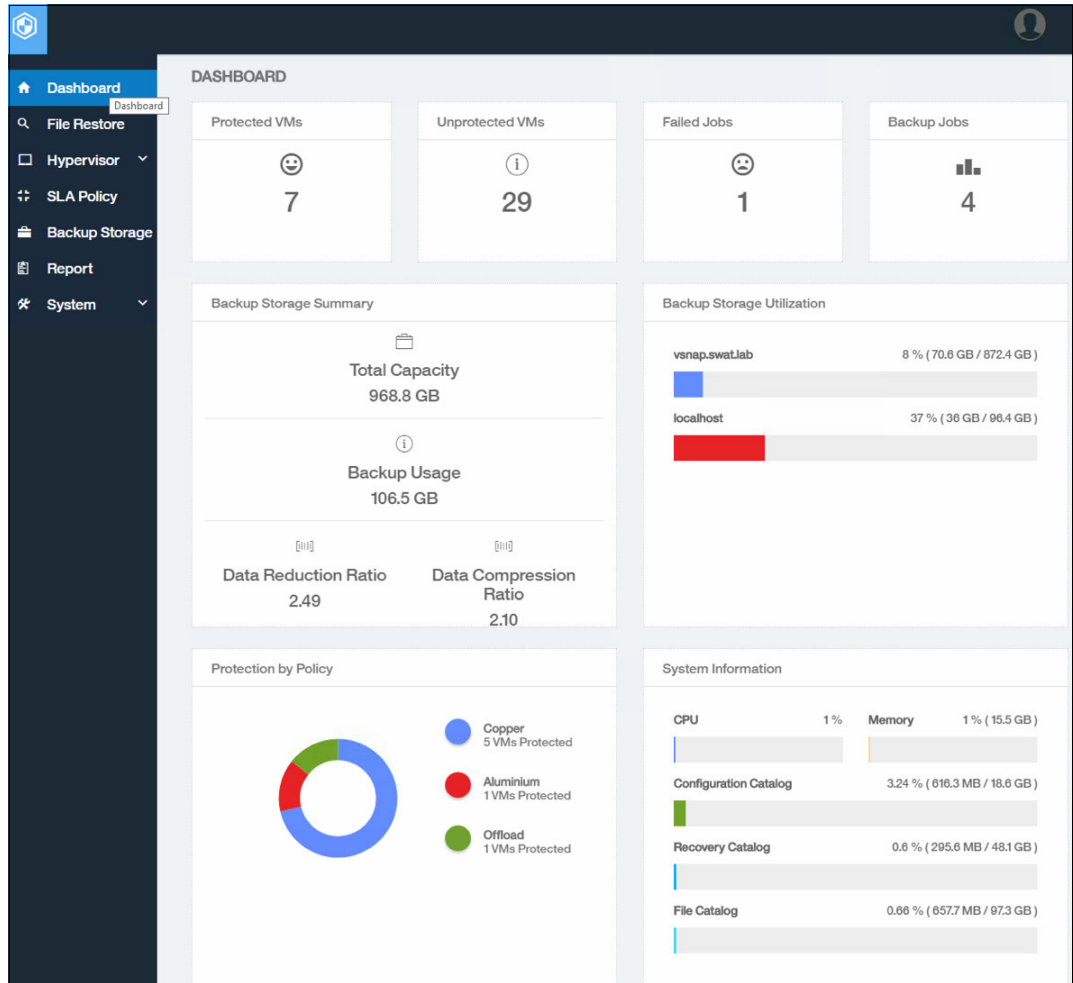 DASHBOARD
Dashboard
Dashboard
File Restore
Hypervisor
SLA Policy
Backup Storage
Report
System
Protected VMs
7
Unprotected VMs
29
Failed Jobs
1
Backup Jobs
4
Backup Storage Summary
Total Capacity
968.8 GB
Backup Usage
106.5 GB
Data Reduction Ratio
2.49
Data Compression
Ratio
2.10
Backup Storage Utilization
vsnap.swat.lab 8 % ( 70.6 GB / 872.4 GB )
localhost 37 % ( 36 GB / 96.4 GB )
Protection by Policy
Copper
5 VMs Protected
Aluminium
1 VMs Protected
Offload
1 VMs Protected
System Information
CPU 1 % Memory 1 % ( 15.5 GB )
Configuration Catalog 3.24 % ( 616.3 MB / 18.6 GB )
Recovery Catalog 0.6 % ( 295.6 MB / 48.1 GB )
File Catalog 0.66 % ( 657.7 MB / 97.3 GB )